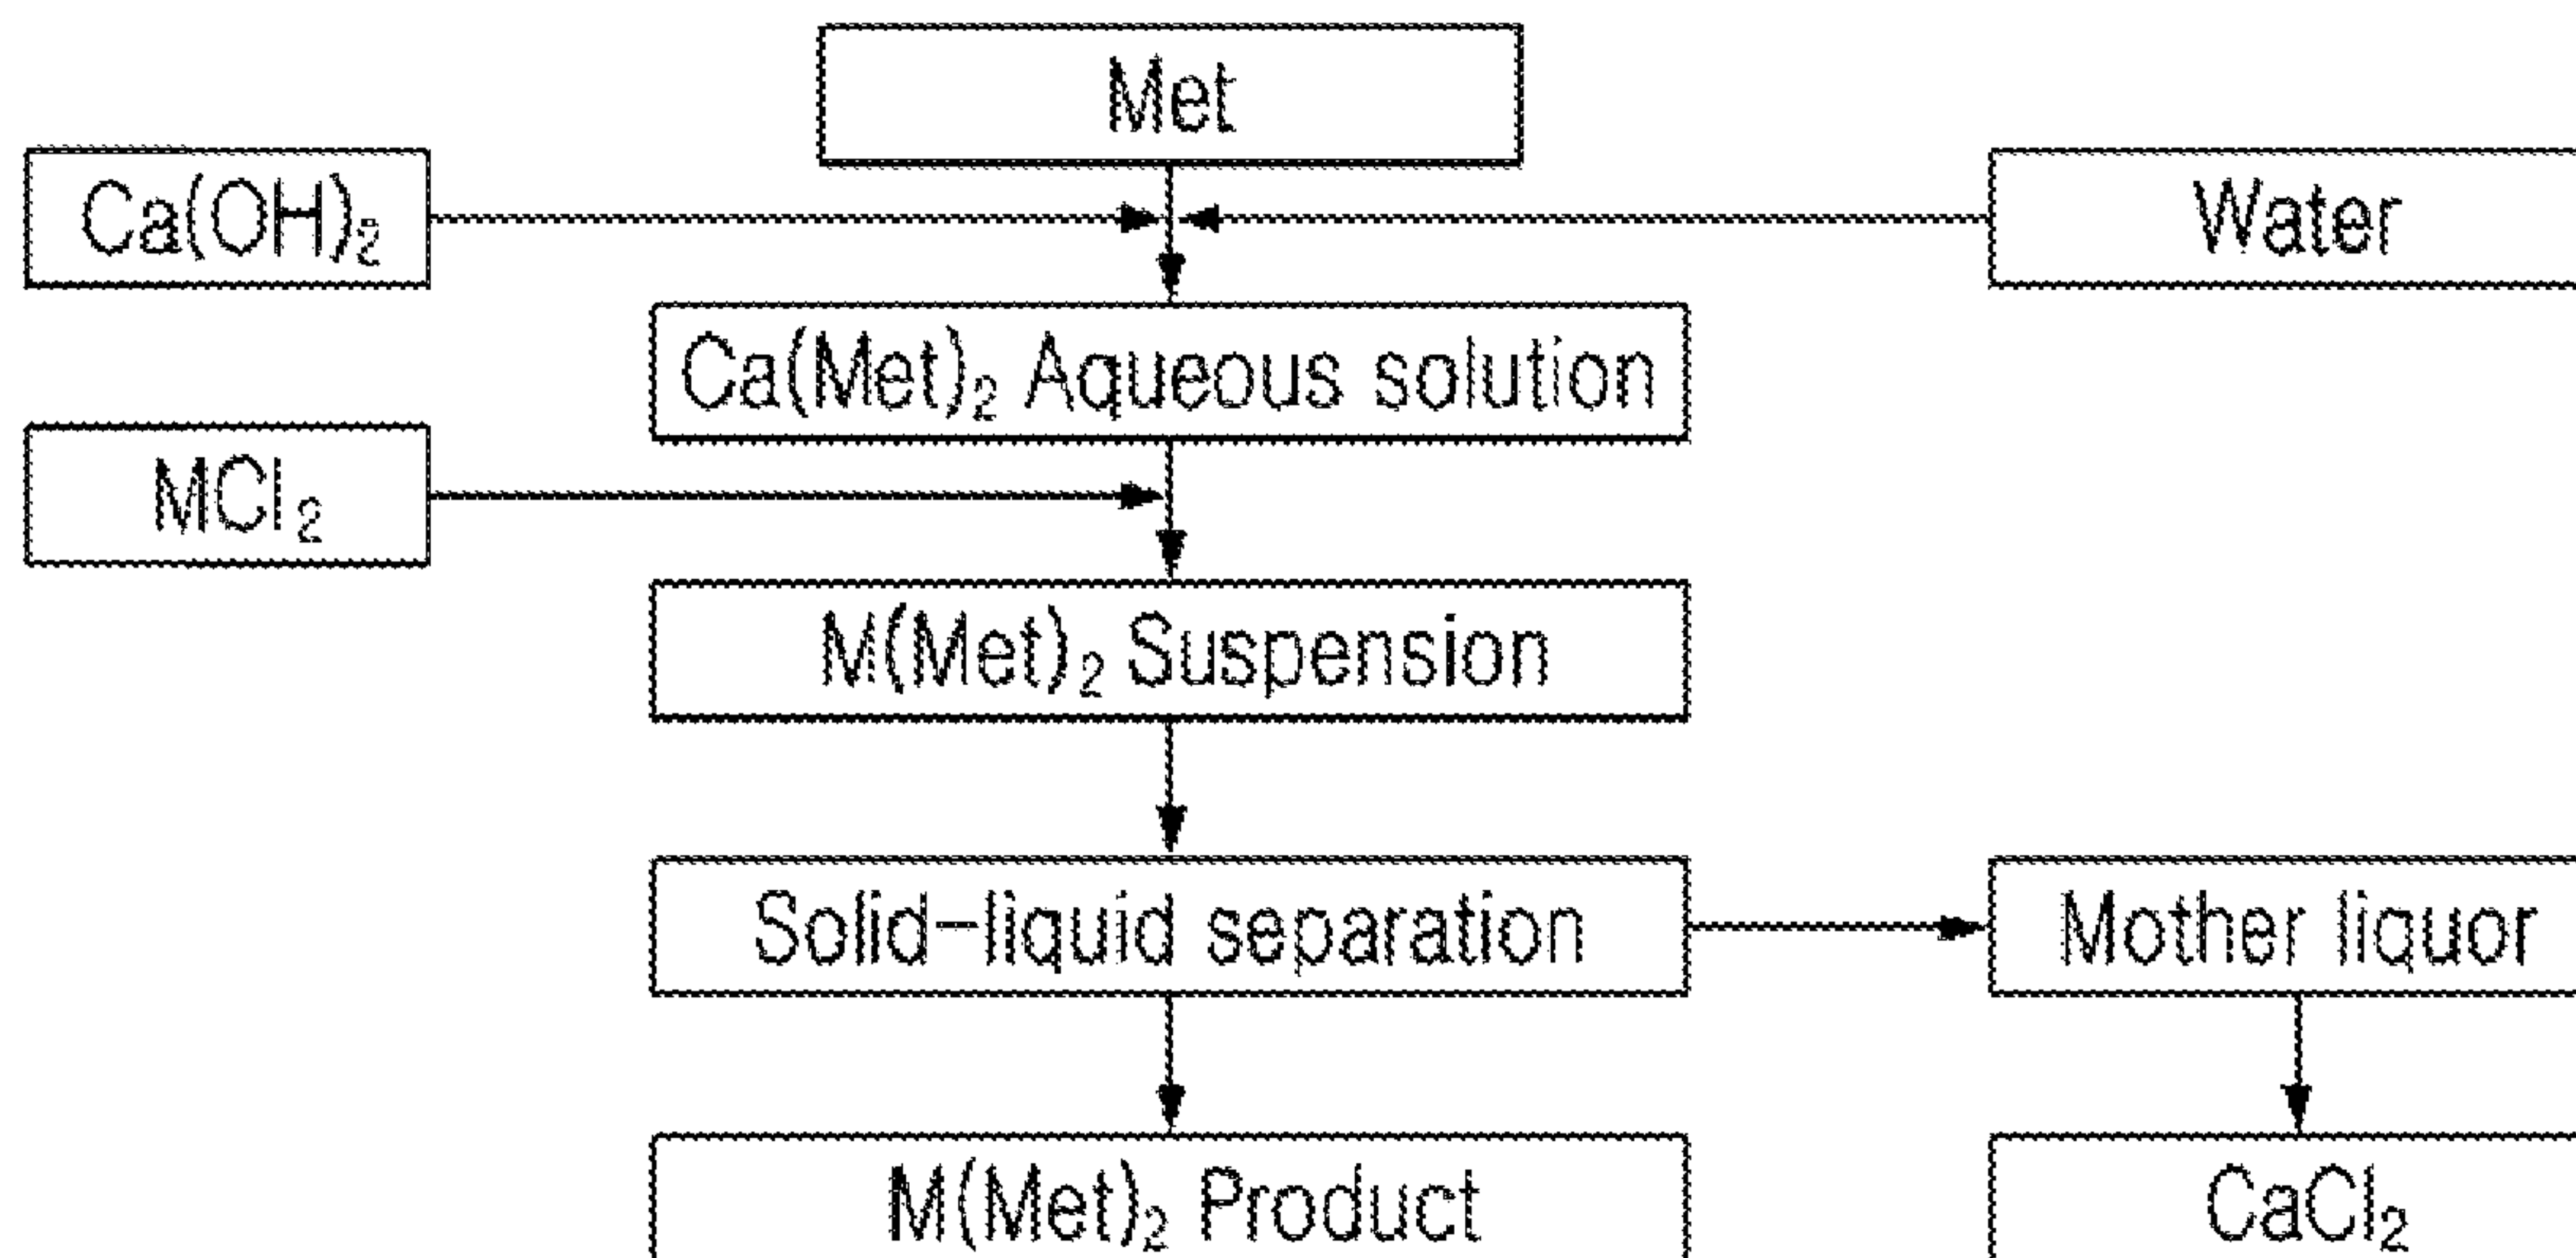 Met
Ca(OH)₂
Water
Ca(Met)₂ Aqueous solution
MCl₂
M(Met)₂ Suspension
Solid-liquid separation
Mother liquor
M(Met)₂ Product
CaCl₂